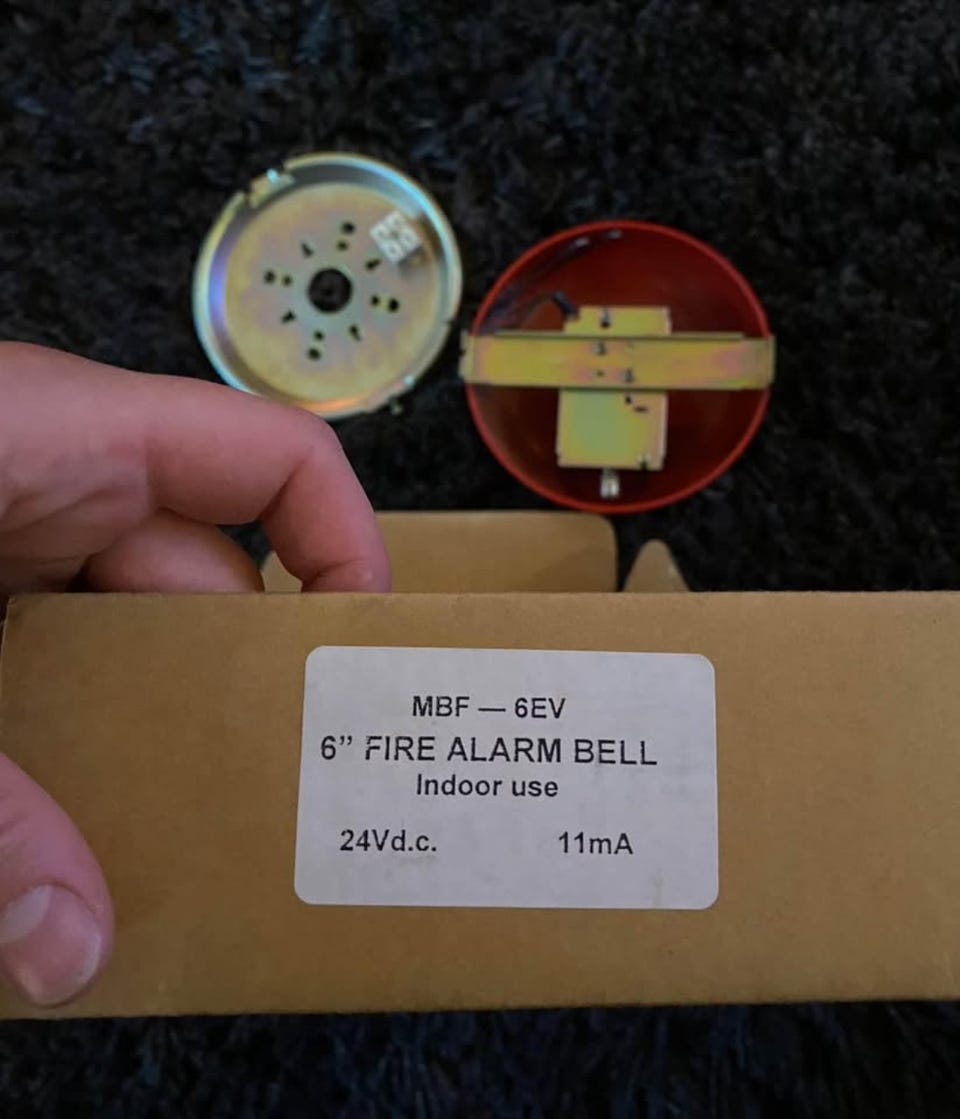 MBF — 6EV
6” FIRE ALARM BELL
Indoor use
24Vd.c. 11mA